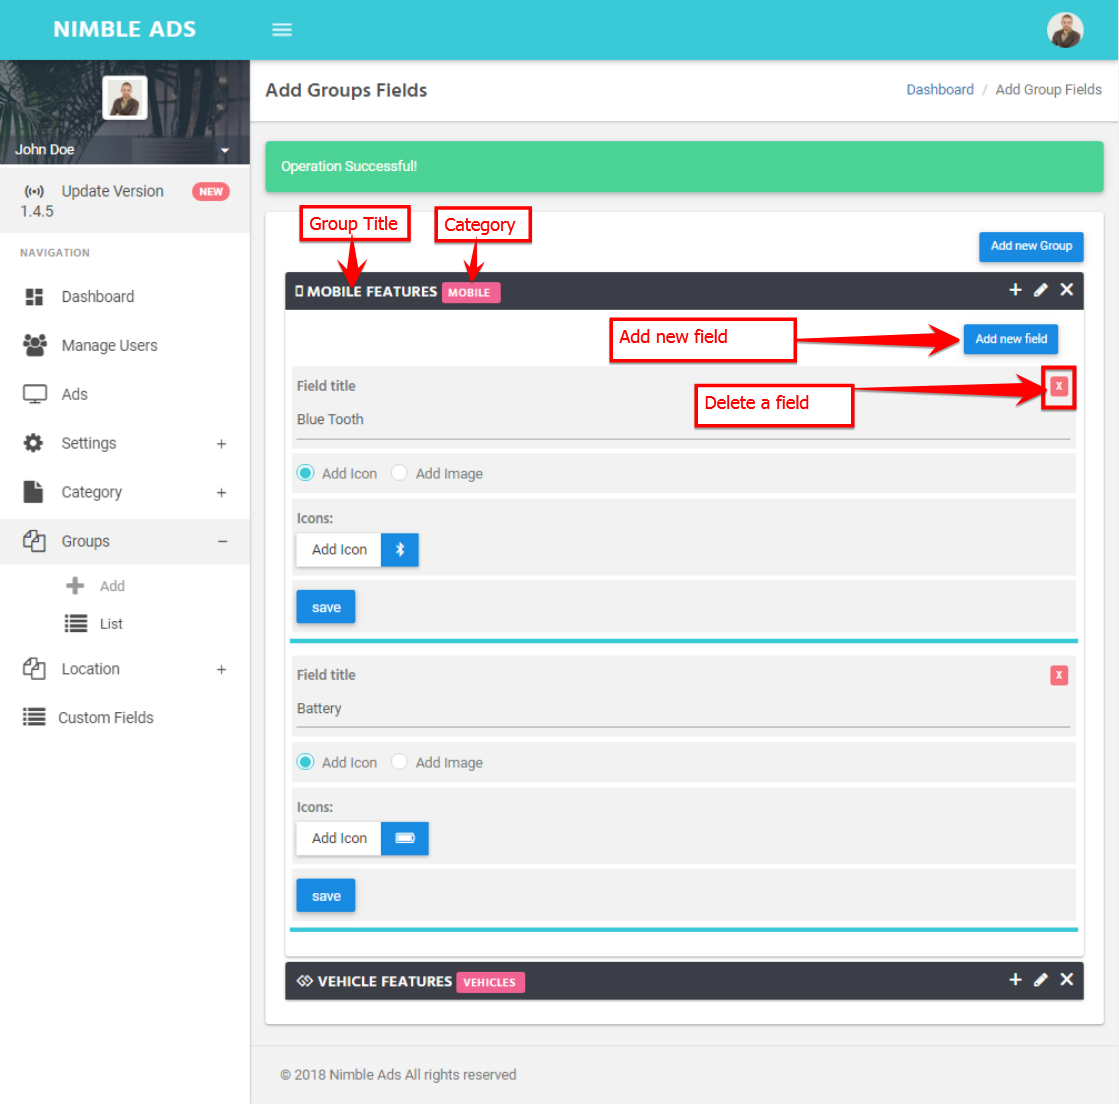 NIMBLE ADS
Add Groups Fields
Dashboard / Add Group Fields
John Doe
Operation Successful!
Update Version NEW
1.4.5
NAVIGATION
Dashboard
Manage Users
Ads
Settings +
Category +
Groups −
Add
List
Location +
Custom Fields
Group Title
Category
Add new Group
MOBILE FEATURES MOBILE
Add new field
Add new field
Field title
X
Delete a field
Blue Tooth
Add Icon Add Image
Icons:
Add Icon
save
Field title
X
Battery
Add Icon Add Image
Icons:
Add Icon
save
VEHICLE FEATURES VEHICLES
© 2018 Nimble Ads All rights reserved